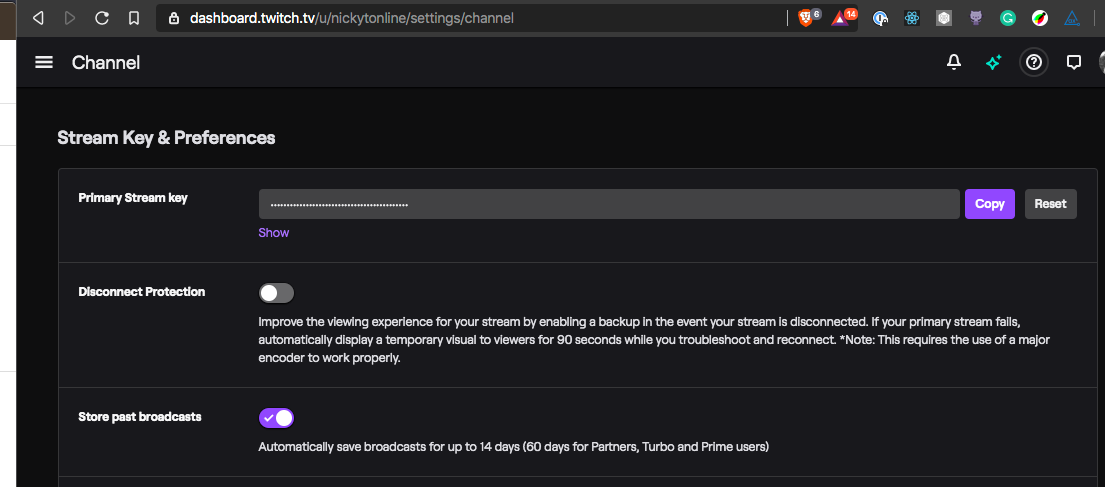 dashboard.twitch.tv/u/nickytonline/settings/channel
6
14
Channel
Stream Key & Preferences
Primary Stream key
••••••••••••••••••••••••••••••••••••••••••••
Copy
Reset
Show
Disconnect Protection
Improve the viewing experience for your stream by enabling a backup in the event your stream is disconnected. If your primary stream fails,
automatically display a temporary visual to viewers for 90 seconds while you troubleshoot and reconnect. *Note: This requires the use of a major
encoder to work properly.
Store past broadcasts
Automatically save broadcasts for up to 14 days (60 days for Partners, Turbo and Prime users)